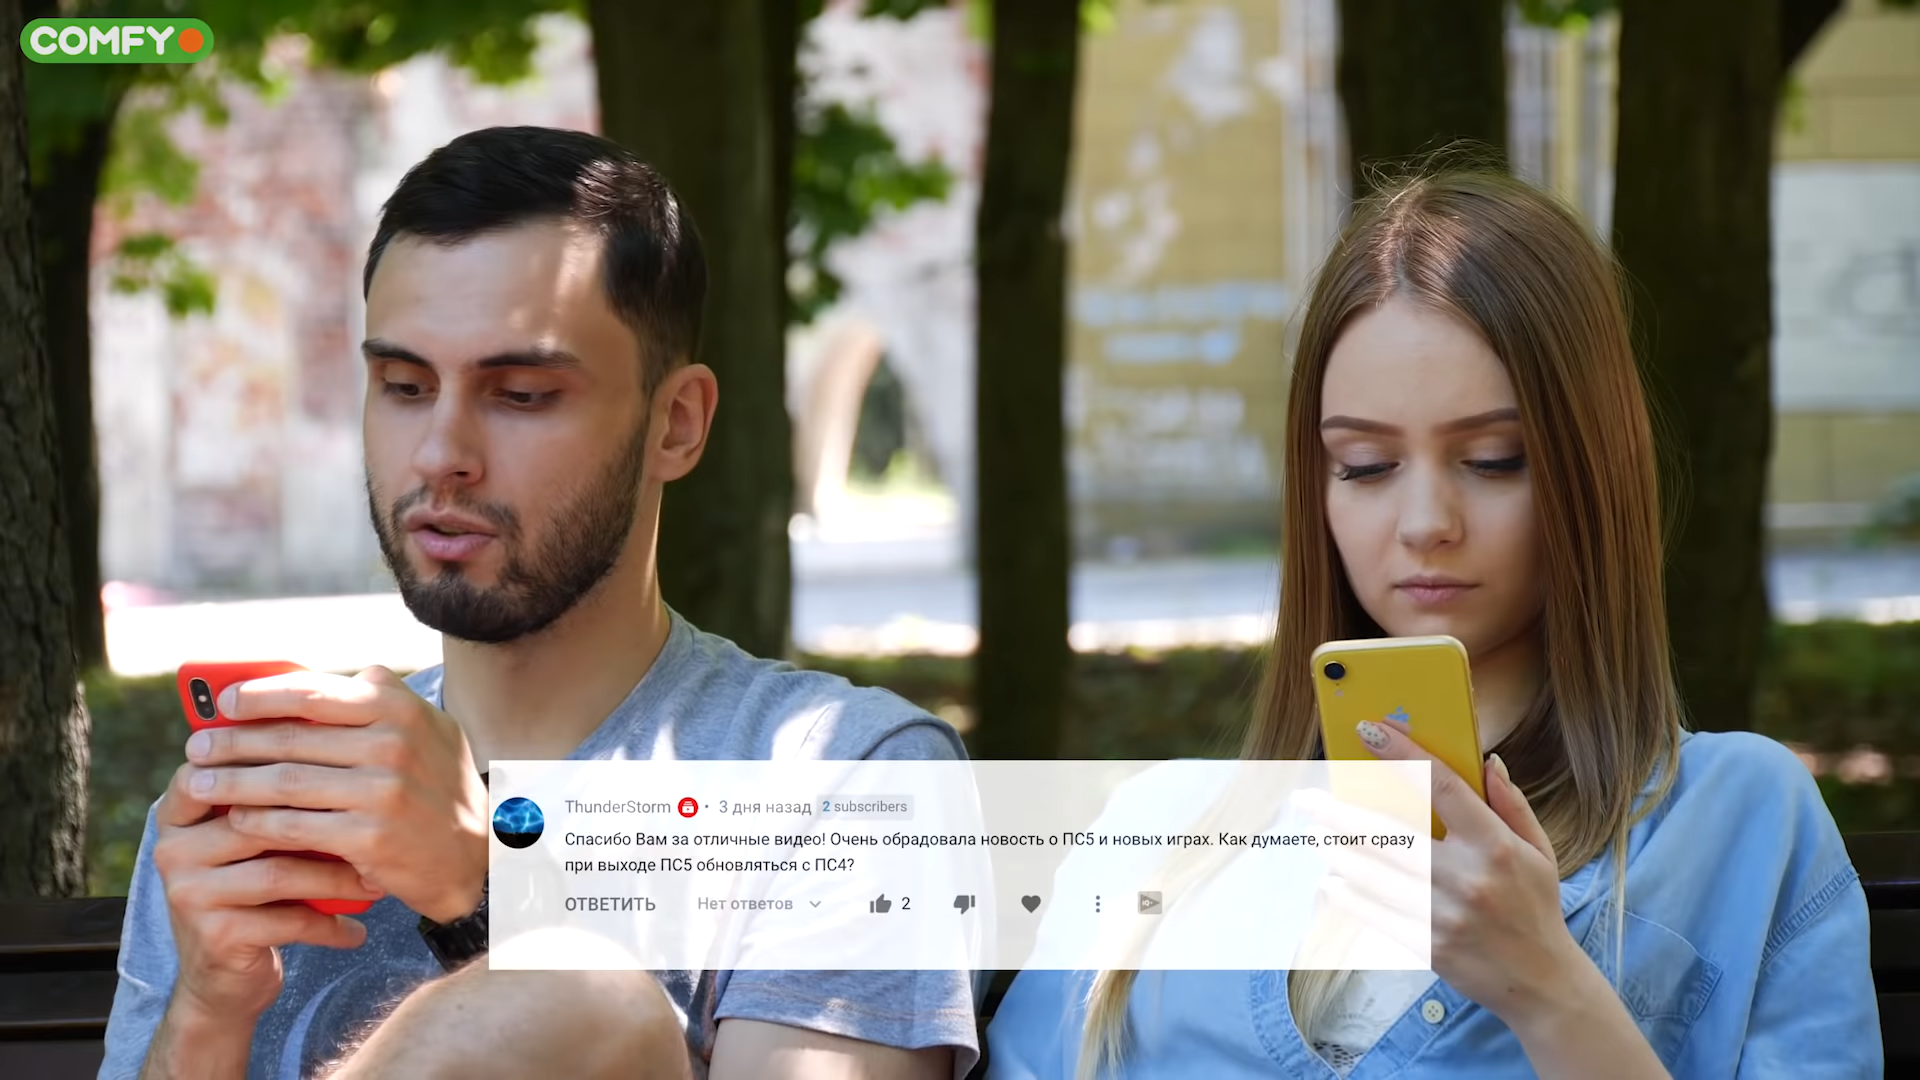 COMFY
ThunderStorm • 3 дня назад 2 subscribers
Спасибо Вам за отличные видео! Очень обрадовала новость о ПС5 и новых играх. Как думаете, стоит сразу
при выходе ПС5 обновляться с ПС4?
ОТВЕТИТЬ Нет ответов 2